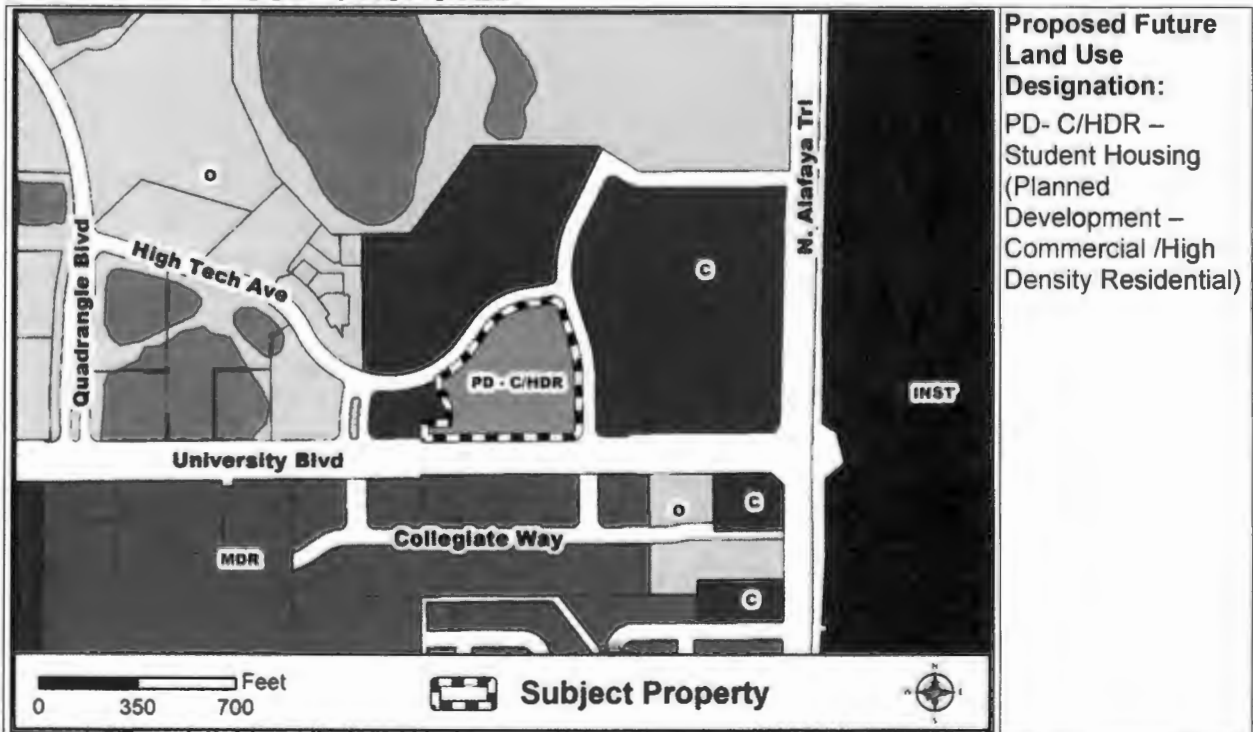 Proposed Future
Land Use
Designation:
PD- C/HDR –
Student Housing
(Planned
Development –
Commercial /High
Density Residential)
O
Quadrangle Blvd
High Tech Ave
N. Alafaya Trl
C
PD - C/HDR
INST
University Blvd
O
C
Collegiate Way
MDR
C
0 350 700 Feet
Subject Property
N
E
S